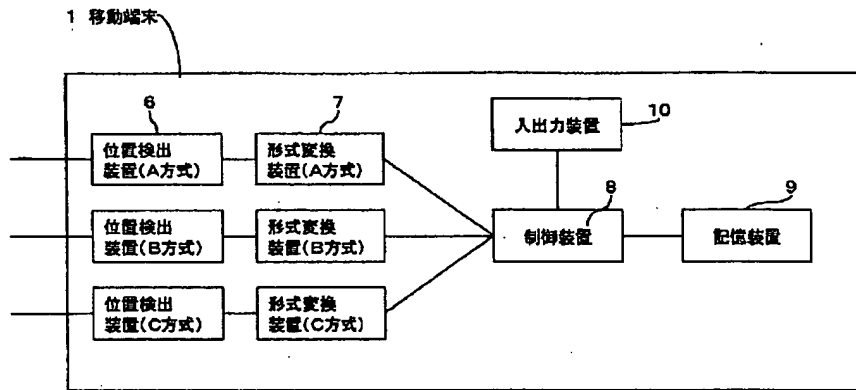 1 移動端末
6
7
10
入出力装置
位置検出
装置(A方式)
形式変換
装置(A方式)
8
9
位置検出
装置(B方式)
形式変換
装置(B方式)
制御装置
記憶装置
位置検出
装置(C方式)
形式変換
装置(C方式)